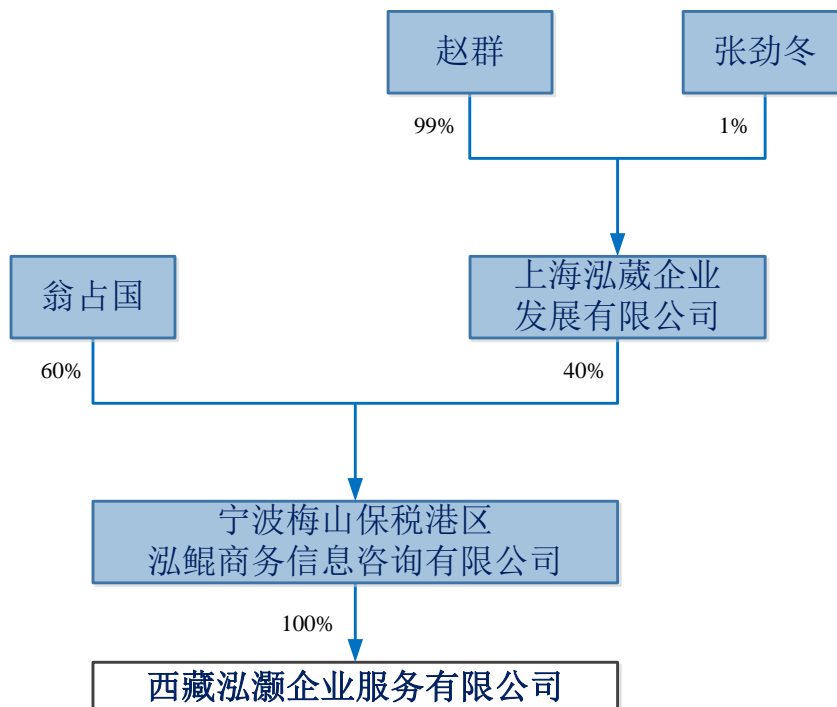 赵群
张劲冬
99%
1%
翁占国
上海泓葳企业
发展有限公司
60%
40%
宁波梅山保税港区
泓鲲商务信息咨询有限公司
100%
西藏泓灏企业服务有限公司